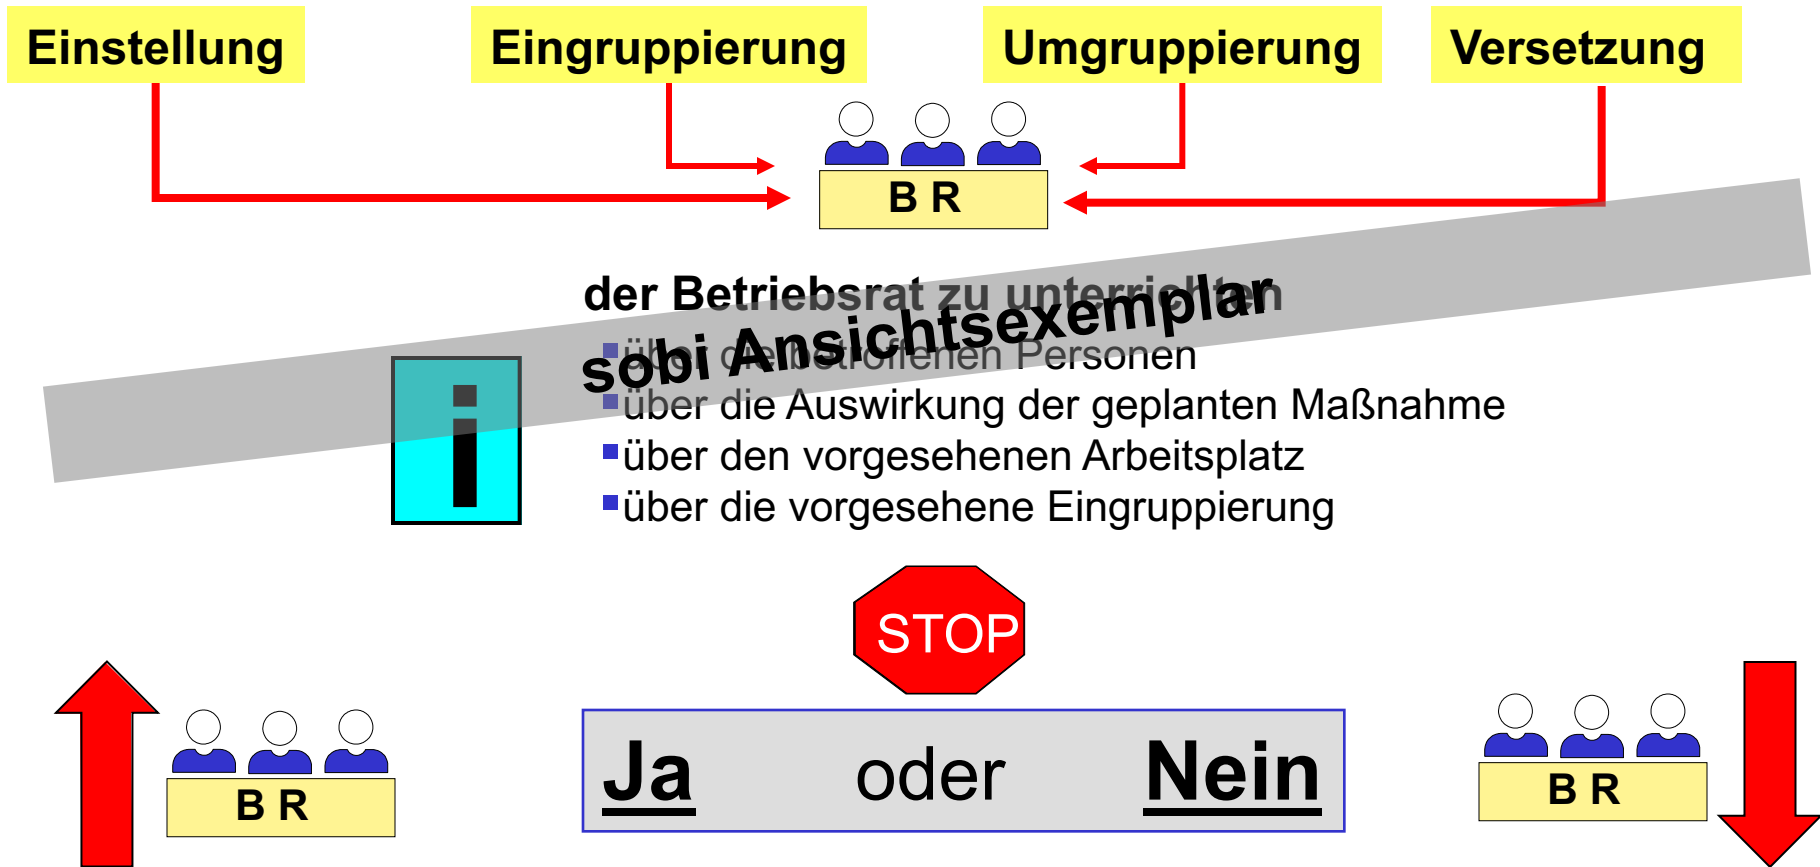 Einstellung Eingruppierung Umgruppierung Versetzung
B R
der Betriebsrat zu unterrichten
sobi Ansichtsexemplar
über die betroffenen Personen
über die Auswirkung der geplanten Maßnahme
i
über den vorgesehenen Arbeitsplatz
über die vorgesehene Eingruppierung
STOP
Ja oder Nein
B R
B R